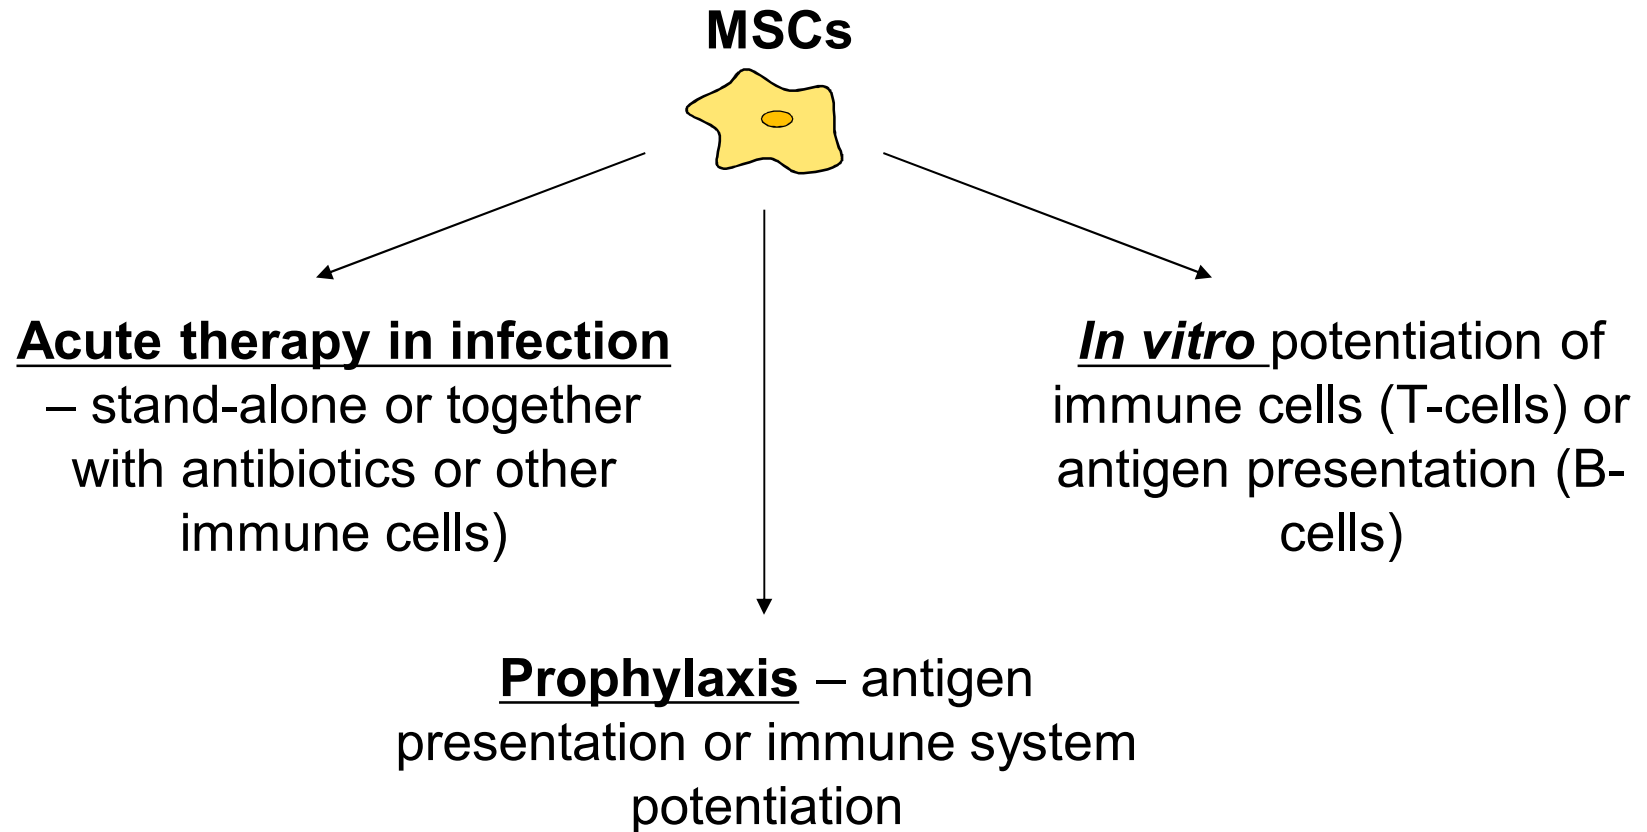 MSCs
Acute therapy in infection
– stand-alone or together
with antibiotics or other
immune cells)
In vitro potentiation of
immune cells (T-cells) or
antigen presentation (B-
cells)
Prophylaxis – antigen
presentation or immune system
potentiation